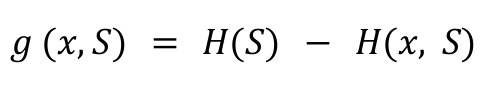 g (x, S) = H(S) − H(x, S)